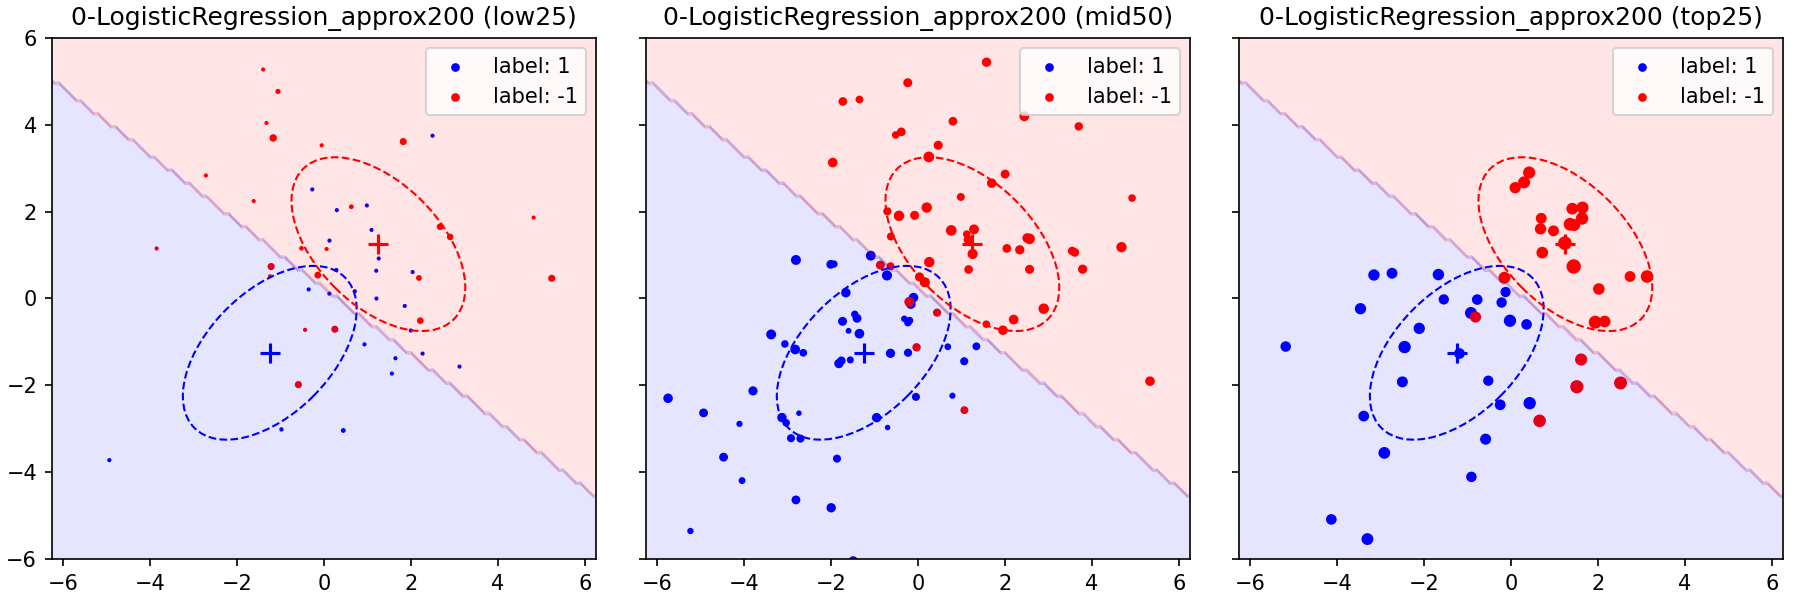 0-LogisticRegression_approx200 (low25)
label: 1
label: -1
6
4
2
0
−2
−4
−6
−6 −4 −2 0 2 4 6
0-LogisticRegression_approx200 (mid50)
label: 1
label: -1
−6 −4 −2 0 2 4 6
0-LogisticRegression_approx200 (top25)
label: 1
label: -1
−6 −4 −2 0 2 4 6